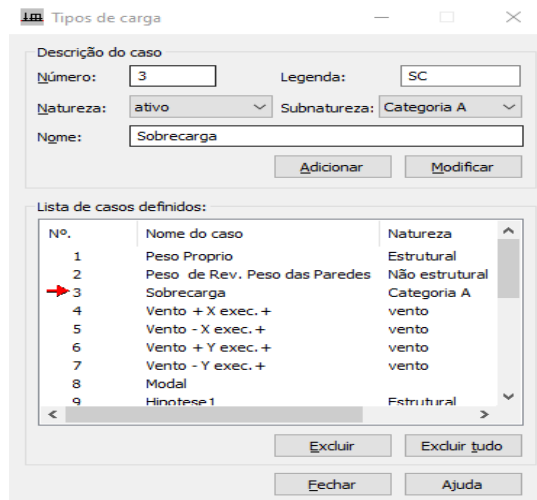 Tipos de carga
Descrição do caso
Número: 3 Legenda: SC
Natureza: ativo Subnatureza: Categoria A
Nome: Sobrecarga
Adicionar Modificar
Lista de casos definidos:
Nº. Nome do caso Natureza
1 Peso Proprio Estrutural
2 Peso de Rev. Peso das Paredes Não estrutural
3 Sobrecarga Categoria A
4 Vento + X exec.+ vento
5 Vento - X exec.+ vento
6 Vento + Y exec.+ vento
7 Vento - Y exec.+ vento
8 Modal
9 Hipotese1 Estrutural
Excluir Excluir tudo
Fechar Ajuda